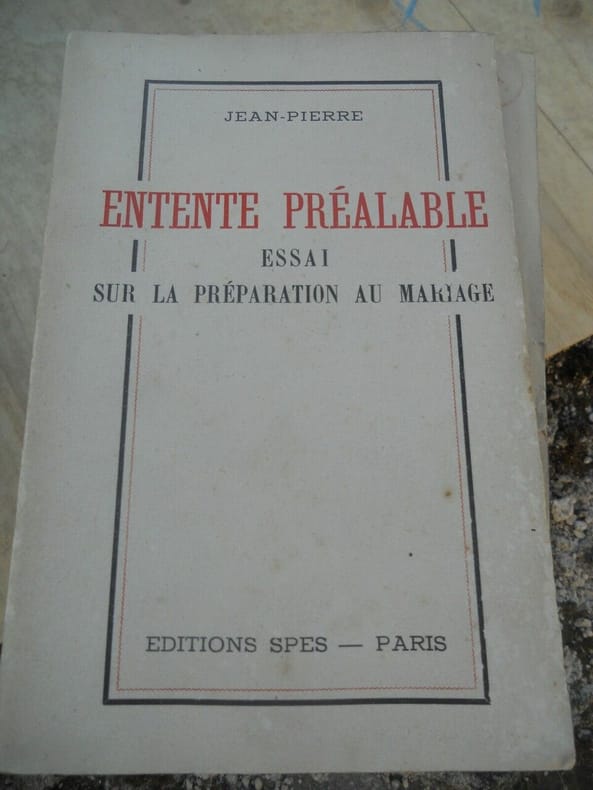 JEAN-PIERRE
ENTENTE PRÉALABLE
ESSAI
SUR LA PRÉPARATION AU MARIAGE
EDITIONS SPES — PARIS